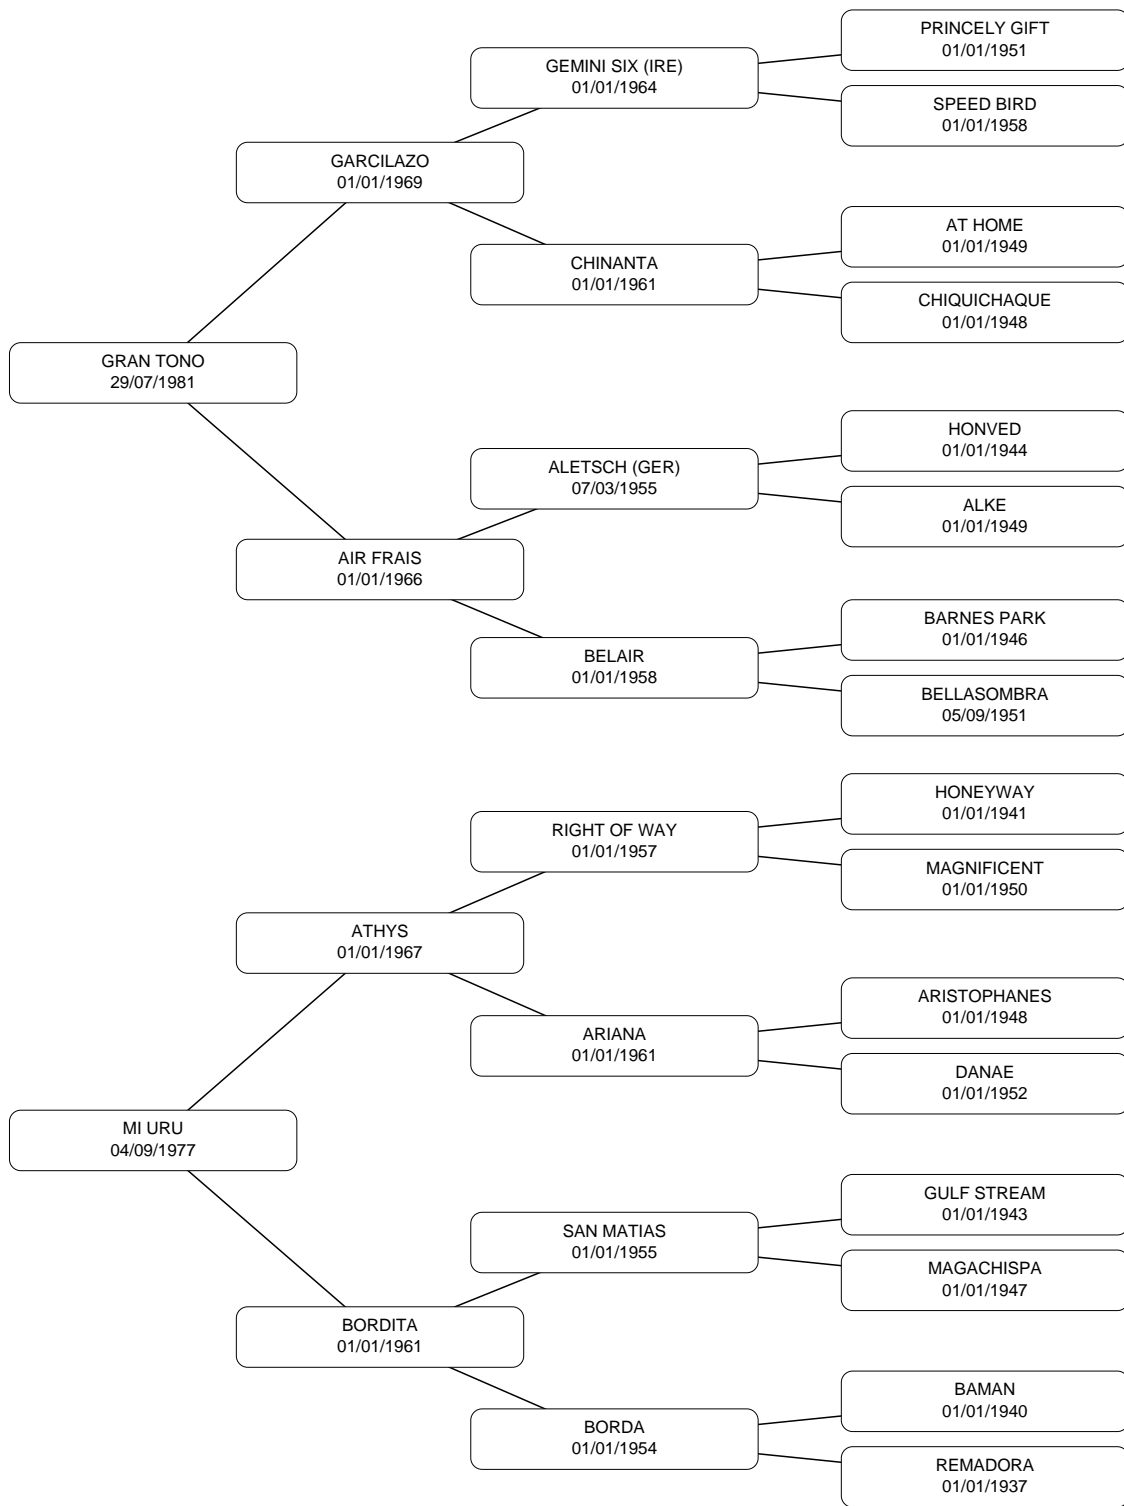 PRINCELY GIFT
01/01/1951
GEMINI SIX (IRE)
01/01/1964
SPEED BIRD
01/01/1958
GARCILAZO
01/01/1969
AT HOME
01/01/1949
CHINANTA
01/01/1961
CHIQUICHAQUE
01/01/1948
GRAN TONO
29/07/1981
HONVED
01/01/1944
ALETSCH (GER)
07/03/1955
ALKE
01/01/1949
AIR FRAIS
01/01/1966
BARNES PARK
01/01/1946
BELAIR
01/01/1958
BELLASOMBRA
05/09/1951
HONEYWAY
01/01/1941
RIGHT OF WAY
01/01/1957
MAGNIFICENT
01/01/1950
ATHYS
01/01/1967
ARISTOPHANES
01/01/1948
ARIANA
01/01/1961
DANAE
01/01/1952
MI URU
04/09/1977
GULF STREAM
01/01/1943
SAN MATIAS
01/01/1955
MAGACHISPA
01/01/1947
BORDITA
01/01/1961
BAMAN
01/01/1940
BORDA
01/01/1954
REMADORA
01/01/1937